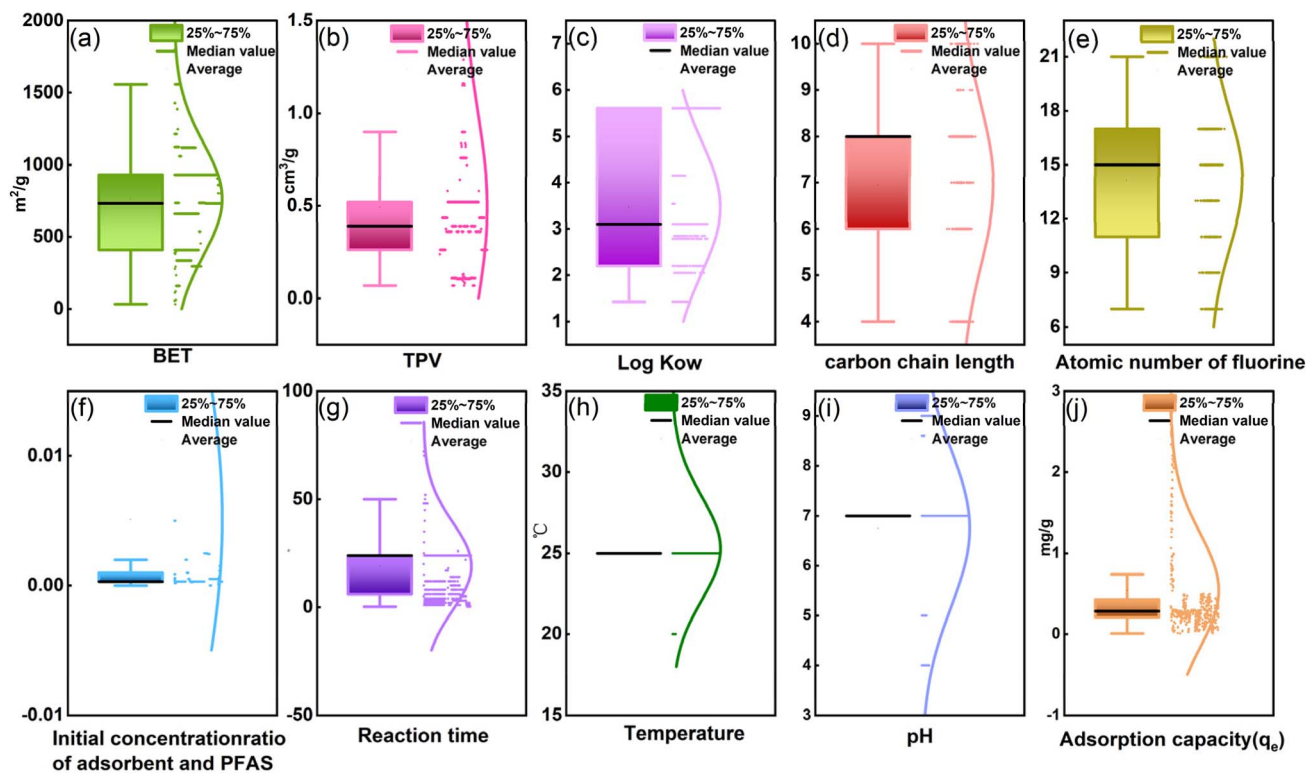 (a)
25%~75%
Median value
Average
2000
1500
1000
500
0
m²/g
BET
(b)
25%~75%
Median value
Average
1.5
1.0
0.5
0.0
cm³/g
TPV
(c)
25%~75%
Median value
Average
7
6
5
4
3
2
1
Log Kow
(d)
25%~75%
Median value
Average
10
9
8
7
6
5
4
carbon chain length
(e)
25%~75%
Median value
Average
21
18
15
12
9
6
Atomic number of fluorine
(f)
25%~75%
Median value
Average
0.01
0.00
-0.01
Initial concentrationratio
of adsorbent and PFAS
(g)
25%~75%
Median value
Average
100
50
0
-50
Reaction time
(h)
25%~75%
Median value
Average
35
30
25
20
15
℃
Temperature
(i)
25%~75%
Median value
Average
9
8
7
6
5
4
3
pH
(j)
25%~75%
Median value
Average
3
2
1
0
-1
mg/g
Adsorption capacity(qₑ)